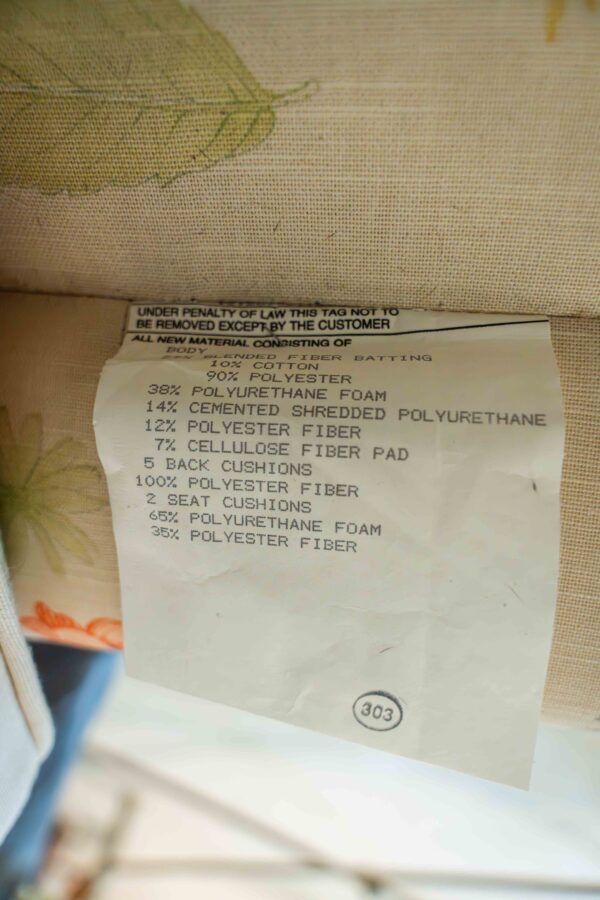 UNDER PENALTY OF LAW THIS TAG NOT TO
BE REMOVED EXCEPT BY THE CUSTOMER
ALL NEW MATERIAL CONSISTING OF
BODY
BLENDED FIBER BATTING
10% COTTON
90% POLYESTER
38% POLYURETHANE FOAM
14% CEMENTED SHREDDED POLYURETHANE
12% POLYESTER FIBER
7% CELLULOSE FIBER PAD
5 BACK CUSHIONS
100% POLYESTER FIBER
2 SEAT CUSHIONS
65% POLYURETHANE FOAM
35% POLYESTER FIBER
303